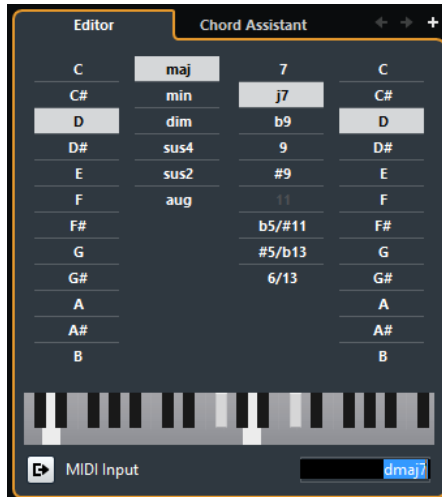 Editor Chord Assistant
C maj 7 C
C# min j7 C#
D dim b9 D
D# sus4 9 D#
E sus2 #9 E
F aug 11 F
F# b5/#11 F#
G #5/b13 G
G# 6/13 G#
A A
A# A#
B B
MIDI Input dmaj7